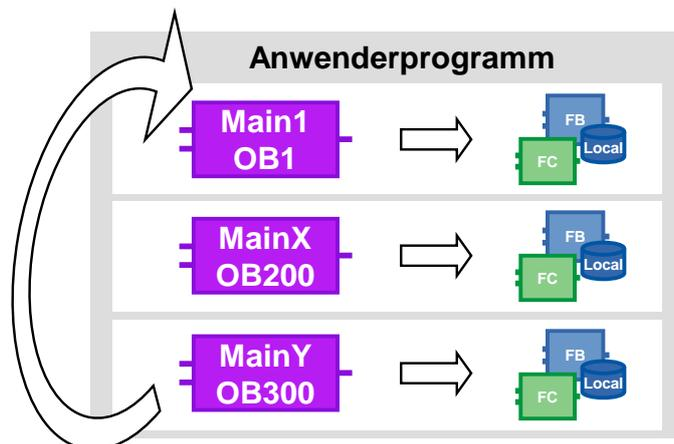 Anwenderprogramm
Main1
OB1
FB
Local
FC
MainX
OB200
FB
Local
FC
MainY
OB300
FB
Local
FC